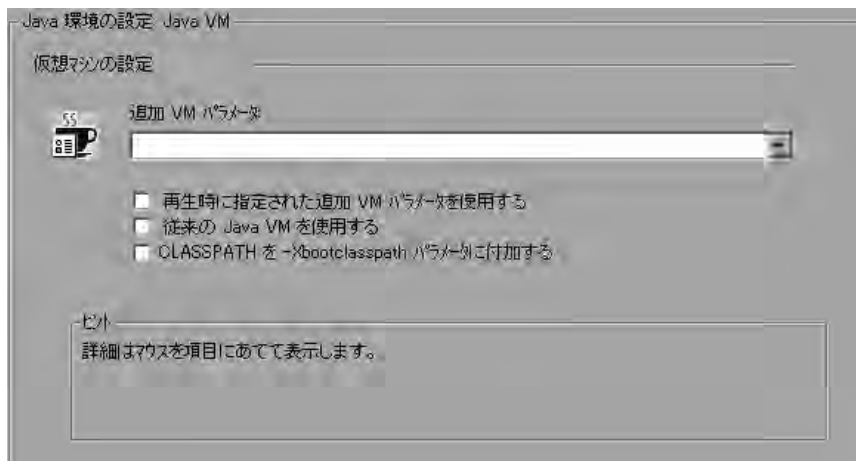 Java 環境の設定 Java VM
仮想マシンの設定
追加 VM パラメータ:
再生時に指定された追加 VM パラメータを使用する
従来の Java VM を使用する
CLASSPATH を -Xbootclasspath パラメータに付加する
ヒント
詳細はマウスを項目にあてて表示します。